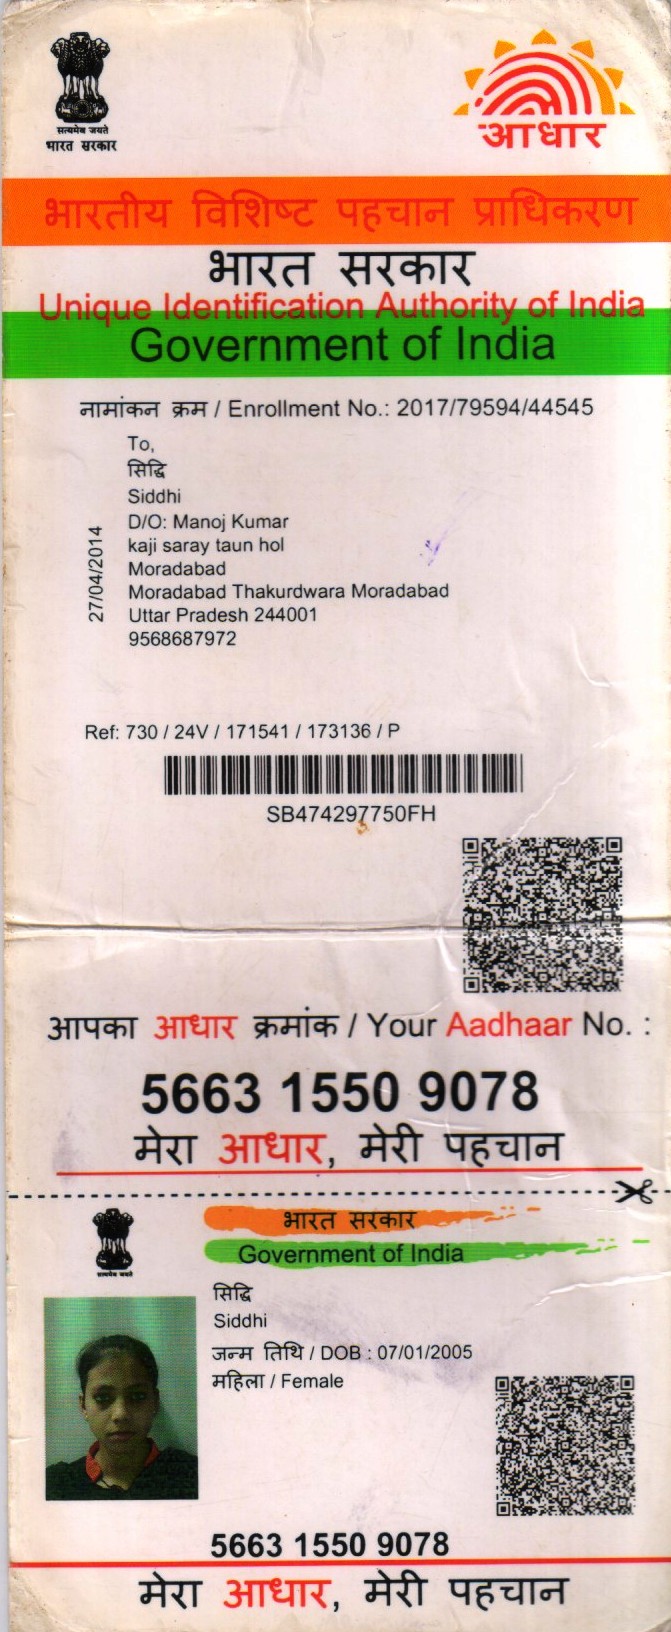 सत्यमेव जयते
भारत सरकार
आधार
भारतीय विशिष्ट पहचान प्राधिकरण
भारत सरकार
Unique Identification Authority of India
Government of India
नामांकन क्रम / Enrollment No.: 2017/79594/44545
To,
सिद्धि
Siddhi
D/O: Manoj Kumar
kaji saray taun hol
Moradabad
Moradabad Thakurdwara Moradabad
Uttar Pradesh 244001
9568687972
27/04/2014
Ref: 730 / 24V / 171541 / 173136 / P
SB474297750FH
आपका आधार क्रमांक / Your Aadhaar No. :
5663 1550 9078
मेरा आधार, मेरी पहचान
सत्यमेव जयते
भारत सरकार
Government of India
सिद्धि
Siddhi
जन्म तिथि / DOB : 07/01/2005
महिला / Female
5663 1550 9078
मेरा आधार, मेरी पहचान